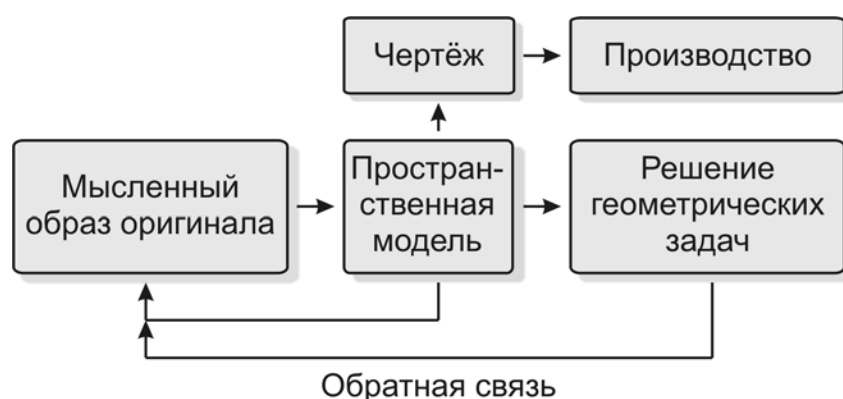 Чертёж
Производство
Мысленный
образ оригинала
Простран-
ственная
модель
Решение
геометрических
задач
Обратная связь